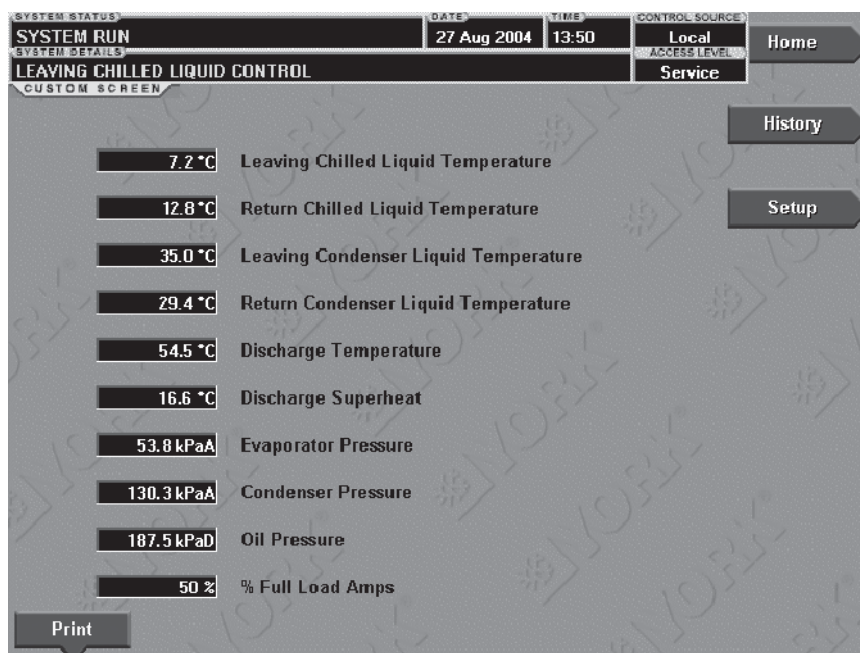 SYSTEM STATUS
SYSTEM RUN
DATE
27 Aug 2004
TIME
13:50
CONTROL SOURCE
Local
SYSTEM DETAILS
LEAVING CHILLED LIQUID CONTROL
ACCESS LEVEL
Service
Home
CUSTOM SCREEN
History
7.2 °C Leaving Chilled Liquid Temperature
12.8 °C Return Chilled Liquid Temperature
Setup
35.0 °C Leaving Condenser Liquid Temperature
29.4 °C Return Condenser Liquid Temperature
54.5 °C Discharge Temperature
16.6 °C Discharge Superheat
53.8 kPaA Evaporator Pressure
130.3 kPaA Condenser Pressure
187.5 kPaD Oil Pressure
50 % % Full Load Amps
Print
YORK